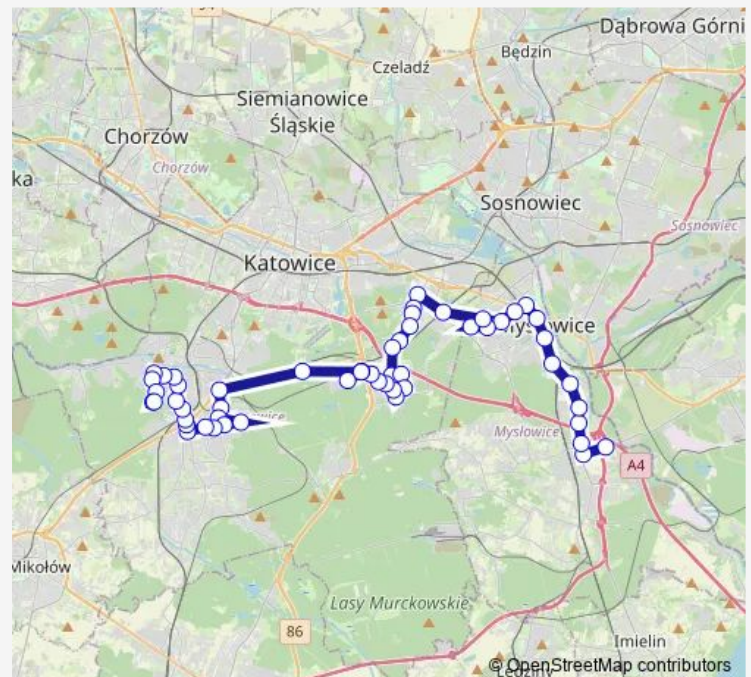 Dąbrowa Górni
Będzin
Czeladź
Siemianowice
Śląskie
Chorzów
Chorzów
ka
Sosnowiec
Sosnowiec
Katowice
Mysłowice
A4
Mikołów
Lasy Murckowskie
86
Imielin
Lędziny
© OpenStreetMap contributors